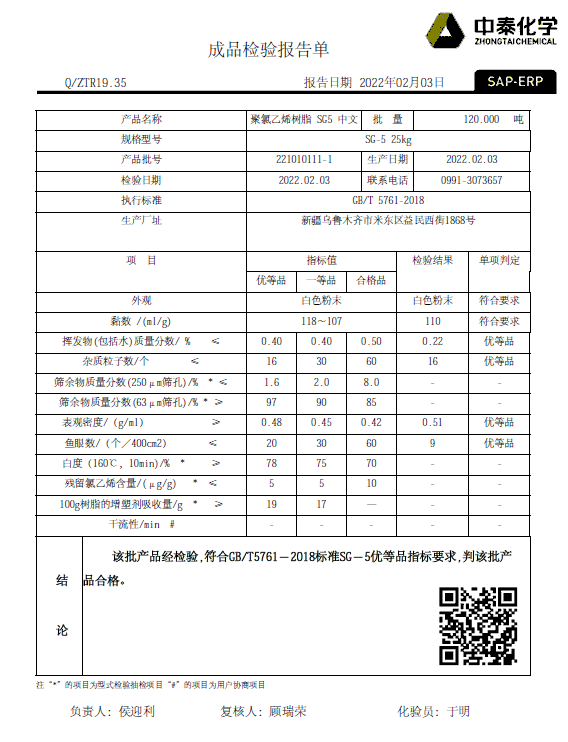 中泰化学
ZHONGTAI CHEMICAL
成品检验报告单
Q/ZTR19.35 报告日期 2022年02月03日 SAP-ERP
产品名称 聚氯乙烯树脂 SG5 中文 批 量 120.000 吨
规格型号 SG-5 25kg
产品批号 221010111-1 生产日期 2022.02.03
检验日期 2022.02.03 联系电话 0991-3073657
执行标准 GB/T 5761-2018
生产厂址 新疆乌鲁木齐市米东区益民西街1868号
项 目 指标值 检验结果 单项判定
优等品 一等品 合格品
外观 白色粉末 白色粉末 符合要求
黏数 /(ml/g) 118～107 110 符合要求
挥发物(包括水)质量分数/ % ≤ 0.40 0.40 0.50 0.22 优等品
杂质粒子数/个 ≤ 16 30 60 16 优等品
筛余物质量分数(250μm筛孔)/% * ≤ 1.6 2.0 8.0 - -
筛余物质量分数(63μm筛孔)/% * ≥ 97 90 85 - -
表观密度/ (g/ml) ≥ 0.48 0.45 0.42 0.51 优等品
鱼眼数/ (个／400cm2) ≤ 20 30 60 9 优等品
白度 (160℃, 10min)/% * ≥ 78 75 70 - -
残留氯乙烯含量/(μg/g) * ≤ 5 5 10 - -
100g树脂的增塑剂吸收量/g * ≥ 19 17 — - -
干流性/min # - - - - -
结
论
该批产品经检验,符合GB/T5761－2018标准SG－5优等品指标要求,判该批产
品合格。
注 "*"的项目为型式检验抽检项目 "#"的项目为用户协商项目
负责人: 侯迎利 复核人: 顾瑞荣 化验员: 于明